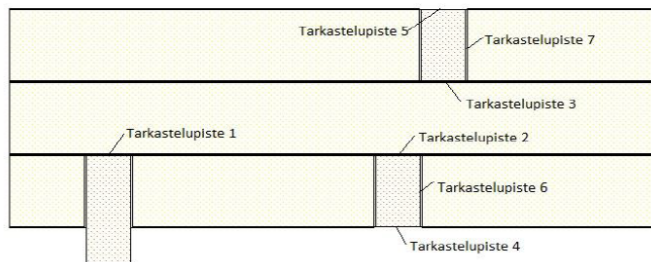 Tarkastelupiste 5
Tarkastelupiste 7
Tarkastelupiste 3
Tarkastelupiste 1
Tarkastelupiste 2
Tarkastelupiste 6
Tarkastelupiste 4